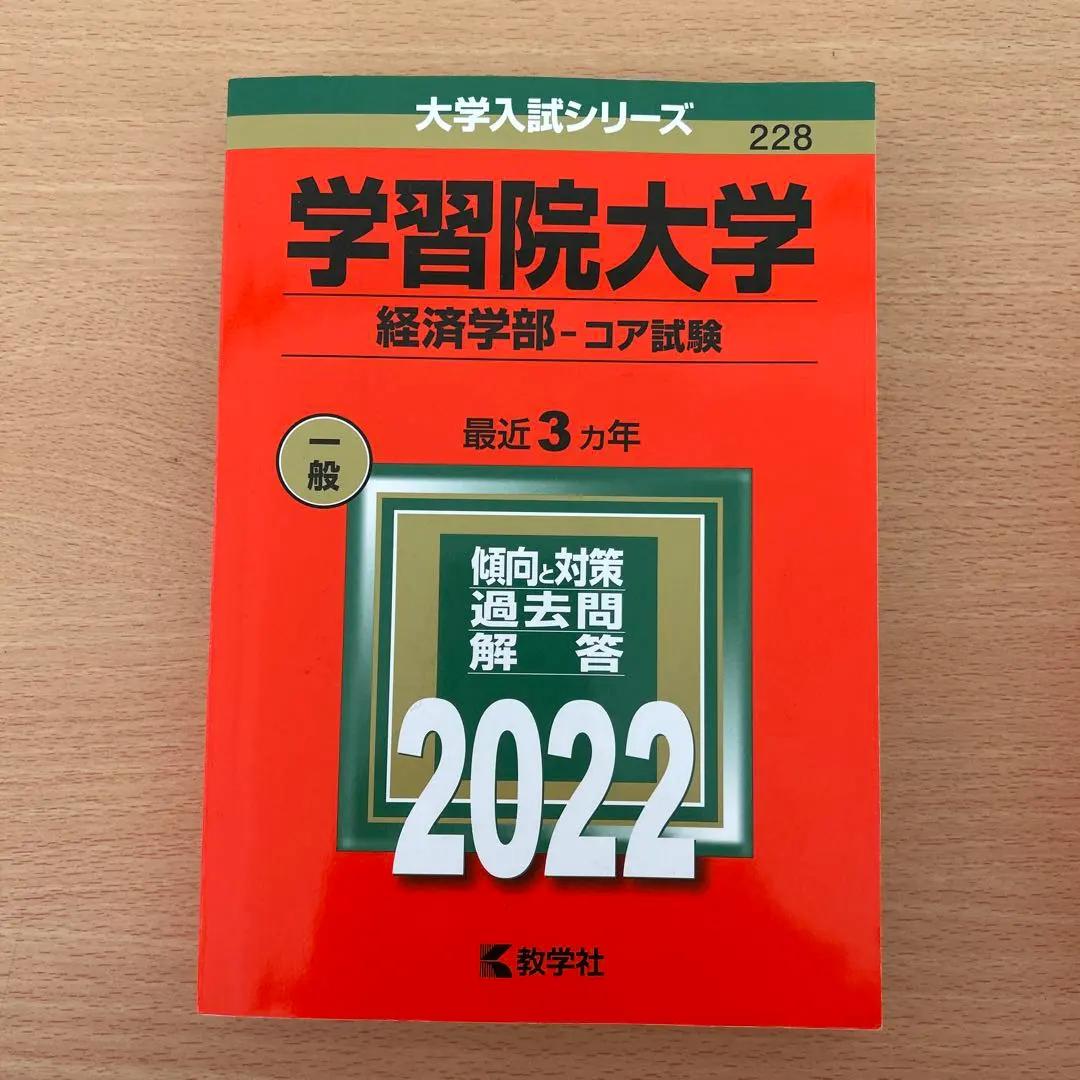 大学入試シリーズ
228
学習院大学
経済学部-コア試験
最近3ヵ年
一般
傾向と対策
過去問
解答
2022
教学社